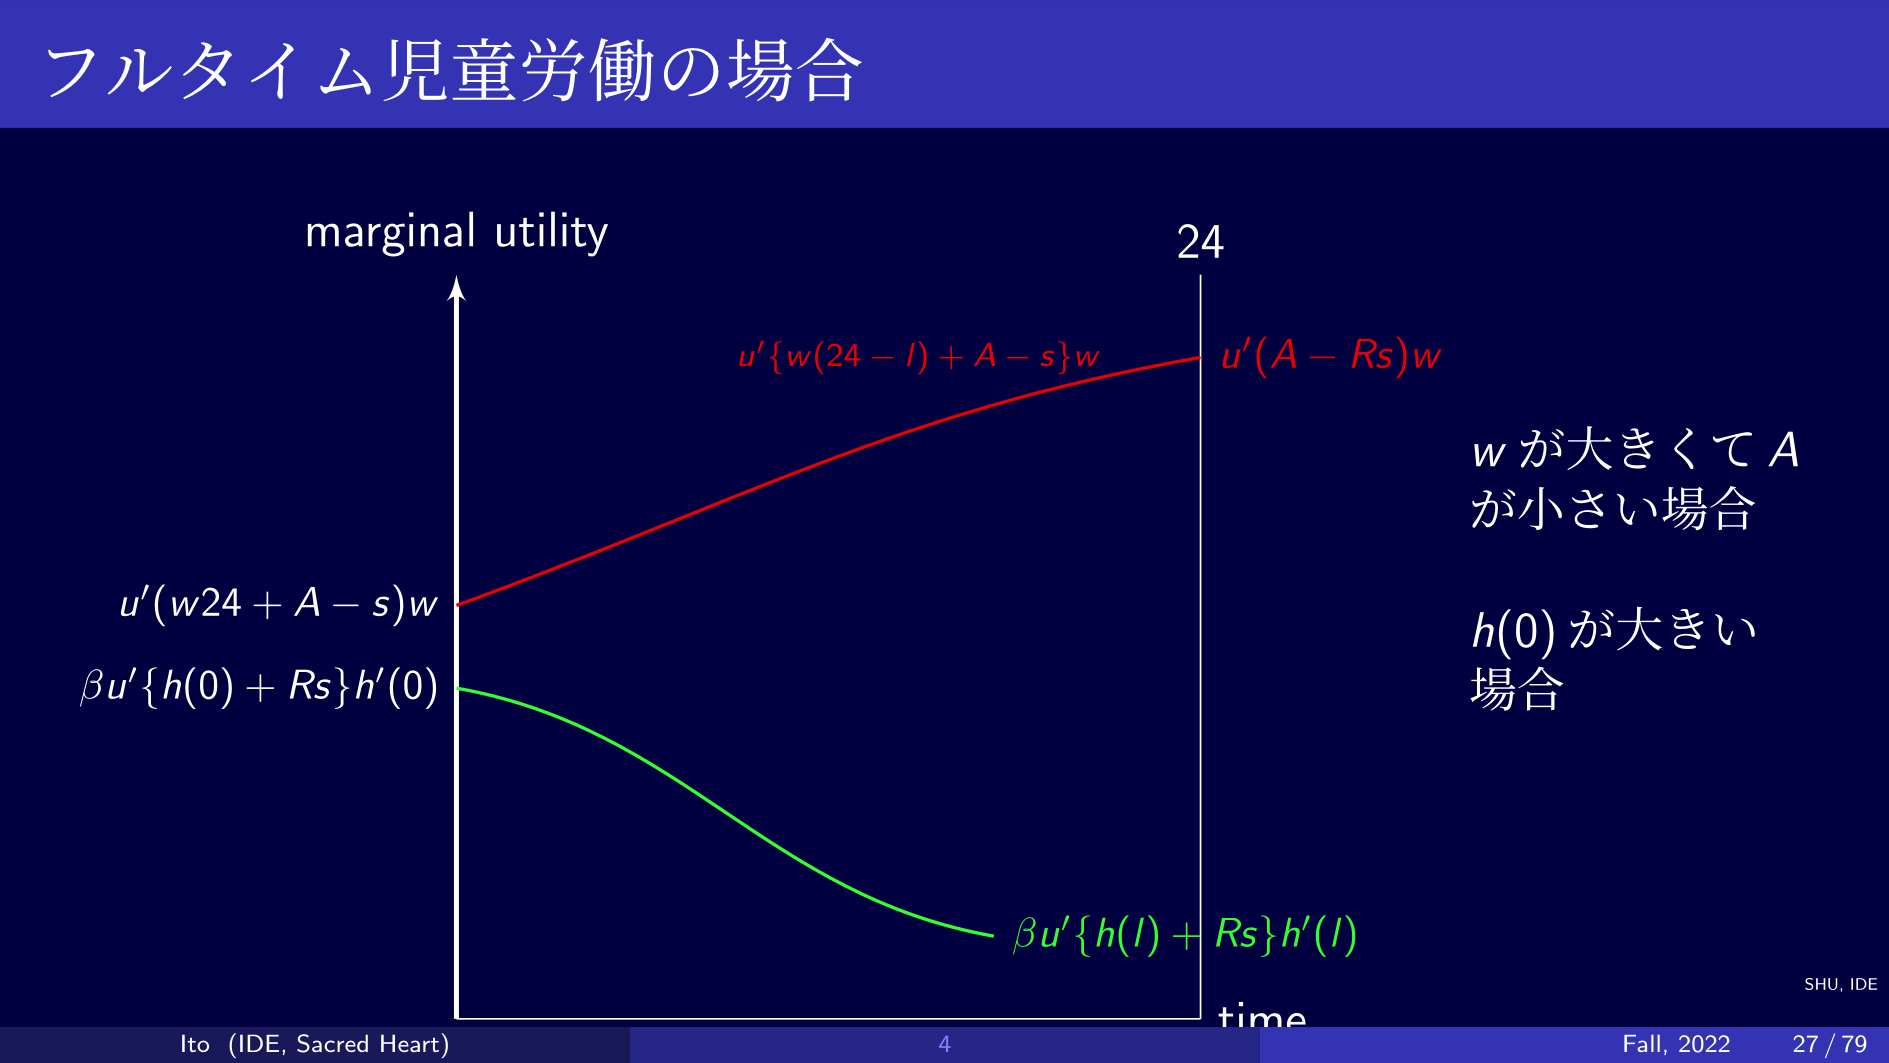 フルタイム児童労働の場合
marginal utility
24
u′{w(24 − l) + A − s}w
u′(A − Rs)w
w が大きくて A
が小さい場合
u′(w24 + A − s)w
h(0) が大きい
場合
βu′{h(0) + Rs}h′(0)
βu′{h(l) + Rs}h′(l)
SHU, IDE
time
Ito (IDE, Sacred Heart)
4
Fall, 2022
27 / 79